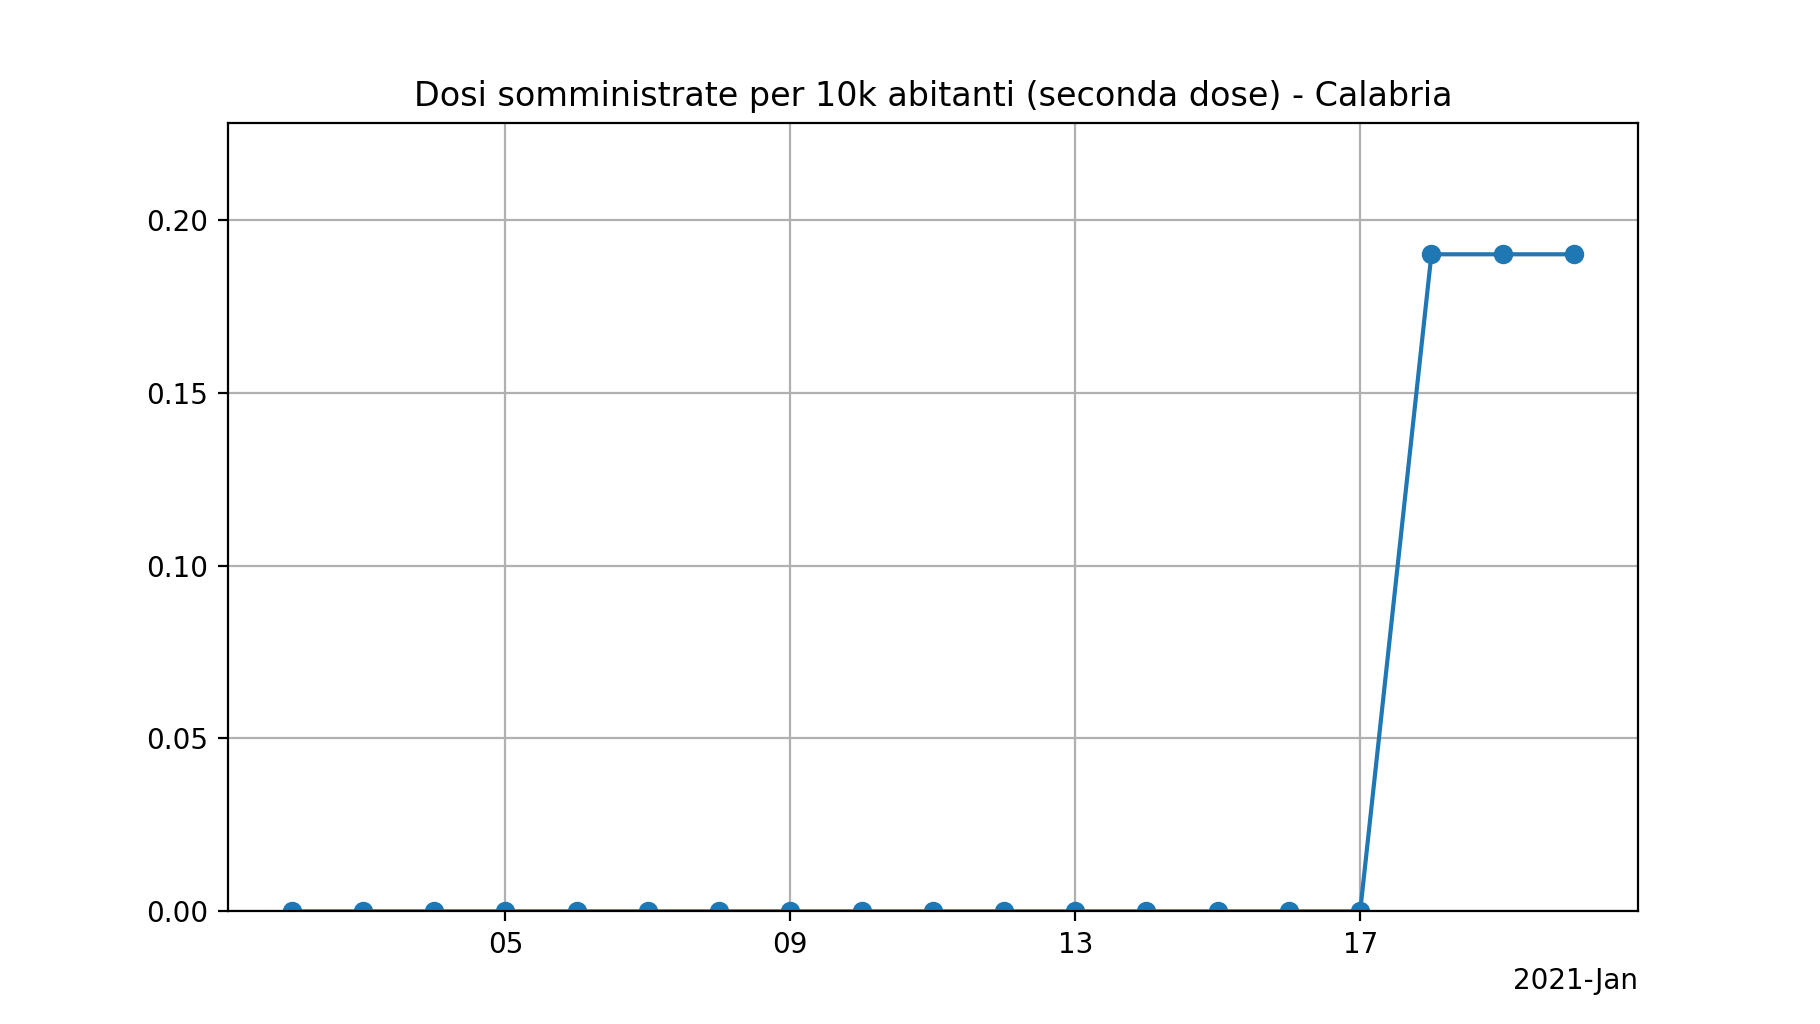 Dosi somministrate per 10k abitanti (seconda dose) - Calabria
0.20
0.15
0.10
0.05
0.00
05 09 13 17
2021-Jan